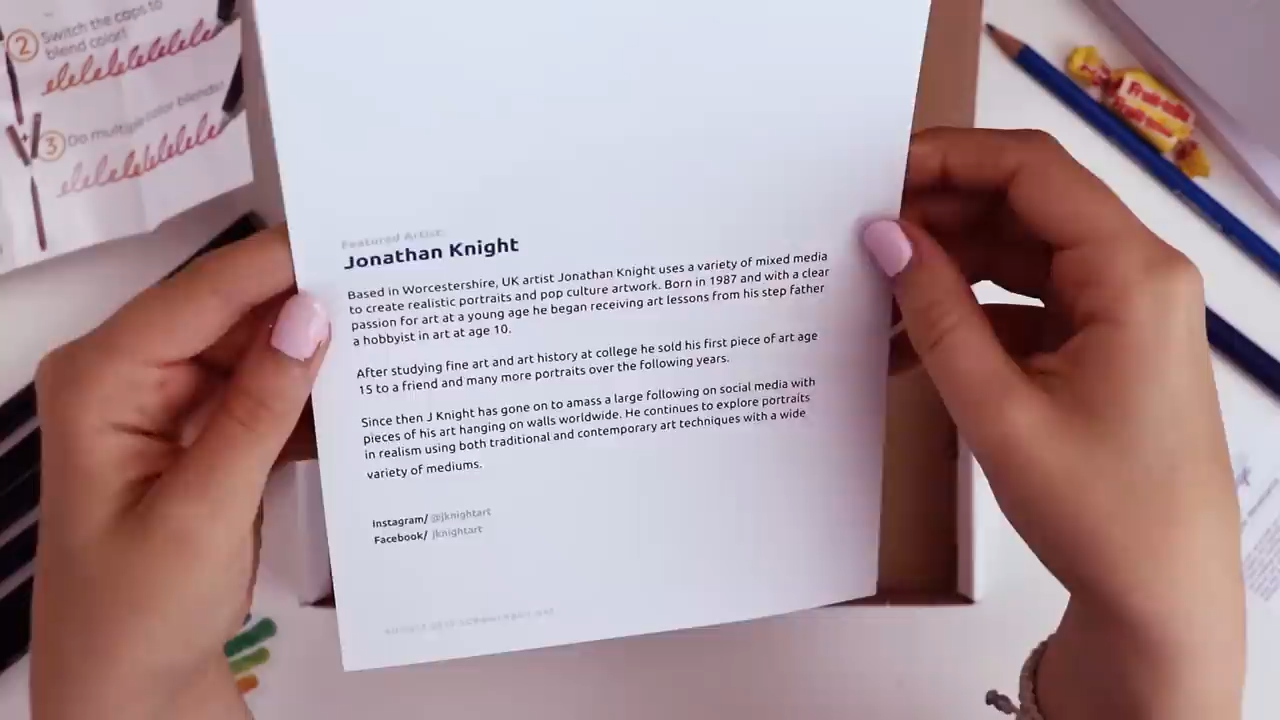 2 Switch the caps to
blend color!
3 Do multiple color blends!
Featured Artist:
Jonathan Knight
Based in Worcestershire, UK artist Jonathan Knight uses a variety of mixed media
to create realistic portraits and pop culture artwork. Born in 1987 and with a clear
passion for art at a young age he began receiving art lessons from his step father
a hobbyist in art at age 10.
After studying fine art and art history at college he sold his first piece of art age
15 to a friend and many more portraits over the following years.
Since then J Knight has gone on to amass a large following on social media with
pieces of his art hanging on walls worldwide. He continues to explore portraits
in realism using both traditional and contemporary art techniques with a wide
variety of mediums.
Instagram/ @jknightart
Facebook/ jknightart